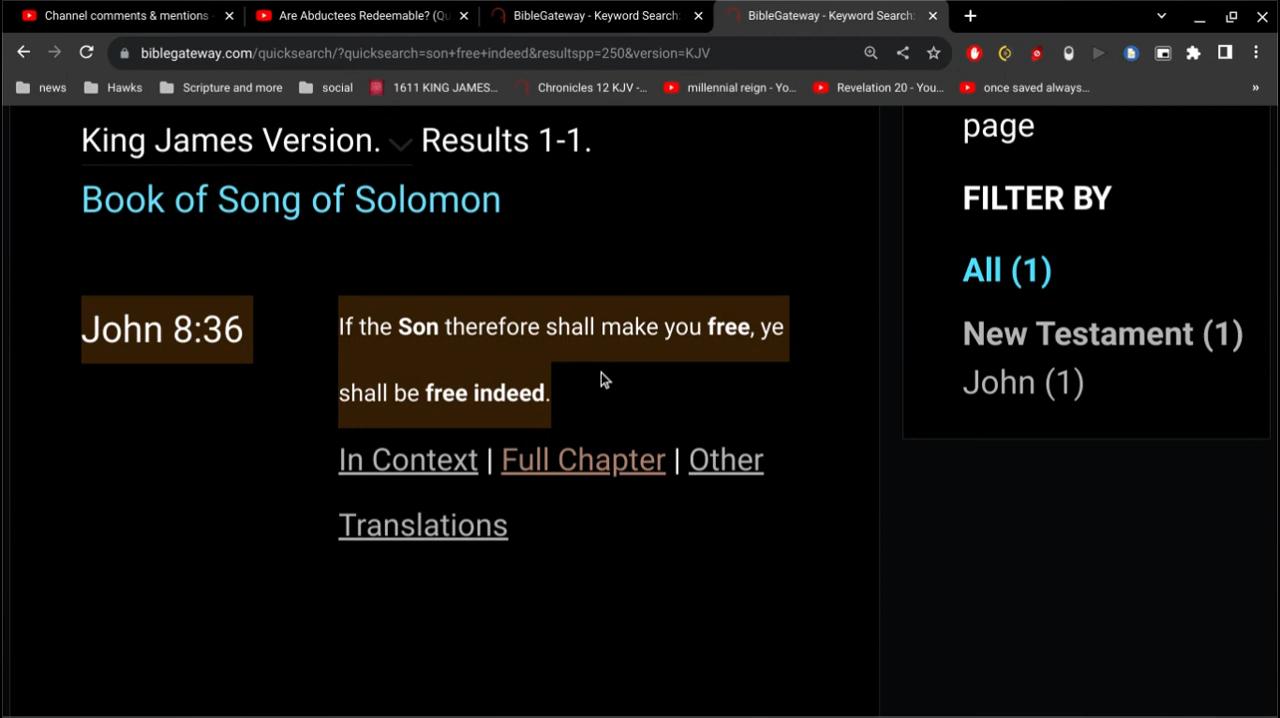 Channel comments & mentions -
Are Abductees Redeemable? (Qu
BibleGateway - Keyword Search:
BibleGateway - Keyword Search:
biblegateway.com/quicksearch/?quicksearch=son+free+indeed&resultspp=250&version=KJV
news
Hawks
Scripture and more
social
1611 KING JAMES...
Chronicles 12 KJV -...
millennial reign - Yo...
Revelation 20 - You...
once saved always...
»
King James Version. Results 1-1.
Book of Song of Solomon
John 8:36
If the Son therefore shall make you free, ye
shall be free indeed.
In Context | Full Chapter | Other
Translations
page
FILTER BY
All (1)
New Testament (1)
John (1)